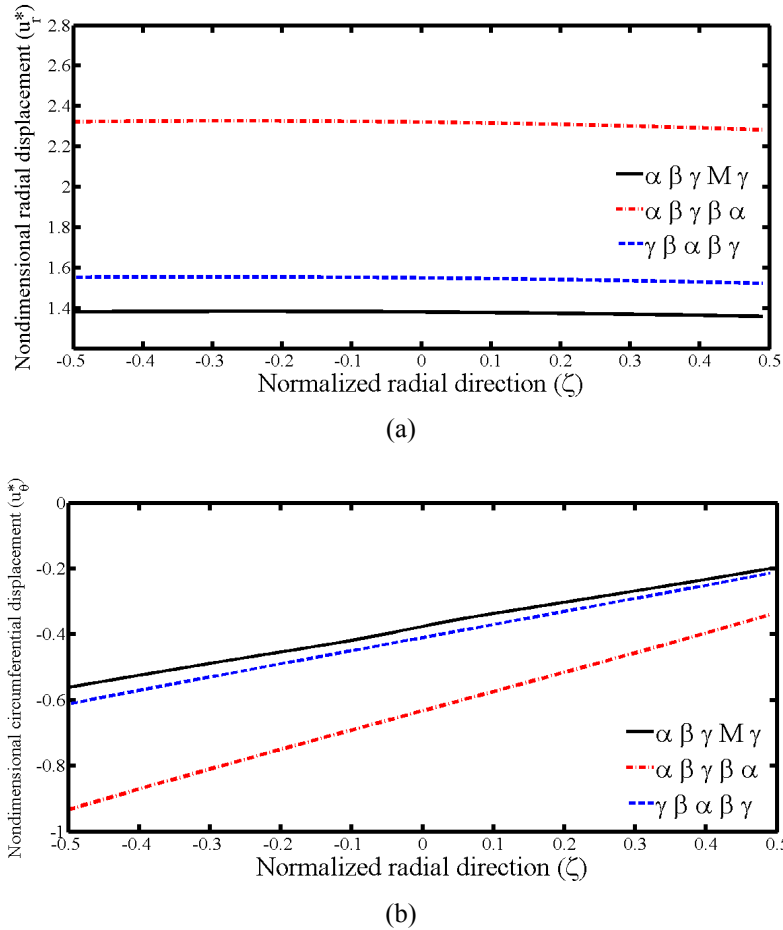 Nondimensional radial displacement (u_r^*)
2.8
2.6
2.4
2.2
2
1.8
1.6
1.4
α β γ M γ
α β γ β α
γ β α β γ
-0.5 -0.4 -0.3 -0.2 -0.1 0 0.1 0.2 0.3 0.4 0.5
Normalized radial direction (ζ)
(a)
Nondimensional circumferential displacement (u_θ^*)
0
-0.2
-0.4
-0.6
-0.8
-1
α β γ M γ
α β γ β α
γ β α β γ
-0.5 -0.4 -0.3 -0.2 -0.1 0 0.1 0.2 0.3 0.4 0.5
Normalized radial direction (ζ)
(b)